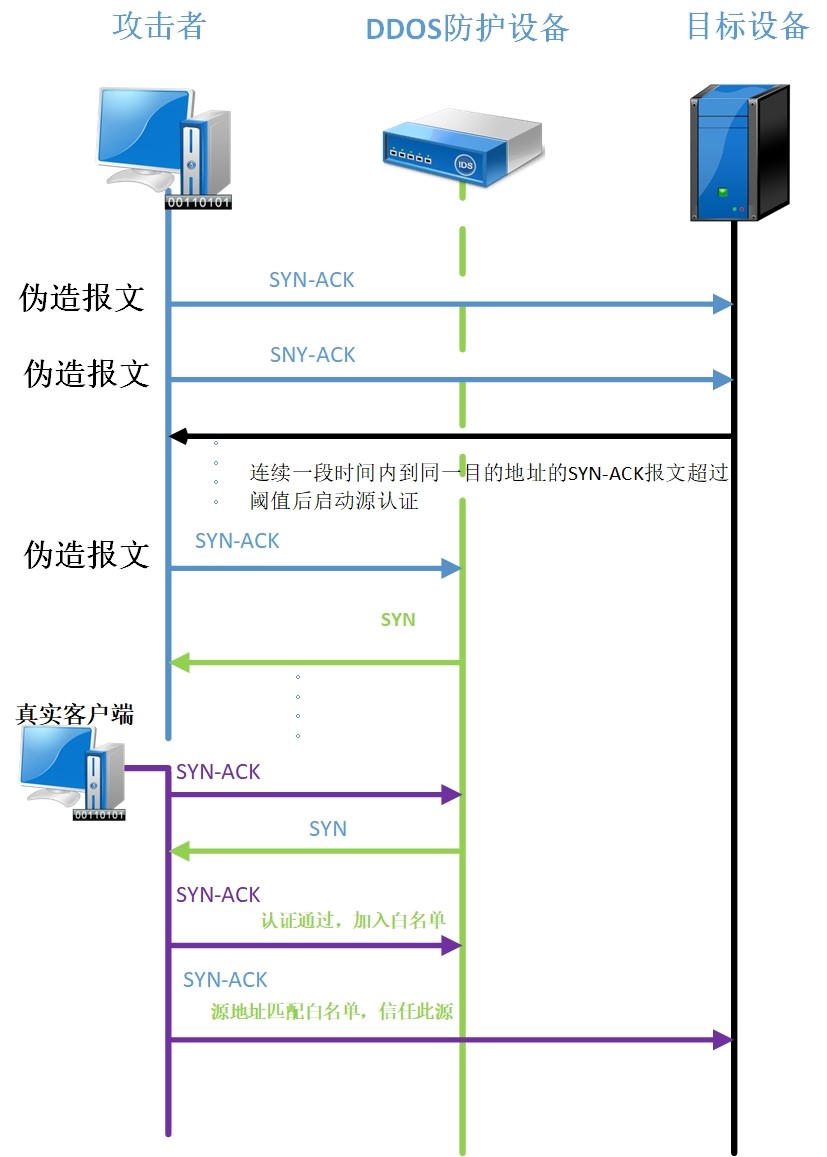 攻击者
DDOS防护设备
目标设备
IDS
00110101
SYN-ACK
伪造报文
SNY-ACK
伪造报文
连续一段时间内到同一目的地址的SYN-ACK报文超过
阈值后启动源认证
SYN-ACK
伪造报文
SYN
真实客户端
00110101
SYN-ACK
SYN
SYN-ACK
认证通过，加入白名单
SYN-ACK
源地址匹配白名单，信任此源